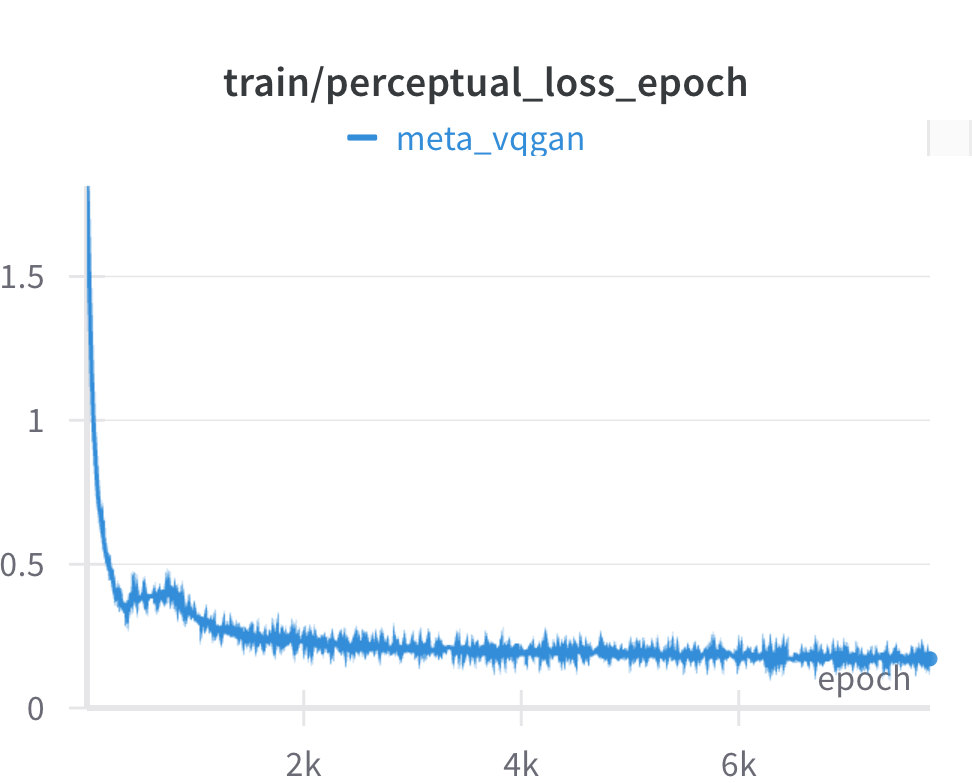 train/perceptual_loss_epoch
meta_vqgan
1.5
1
0.5
0
epoch
2k
4k
6k